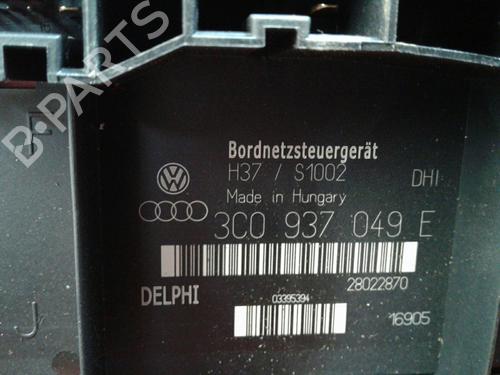 B-PARTS
F
Bordnetzsteuergerät
H37 / S1002
DHI
Made in Hungary
3C0 937 049 E
28022870
DELPHI
03395394
16905
J